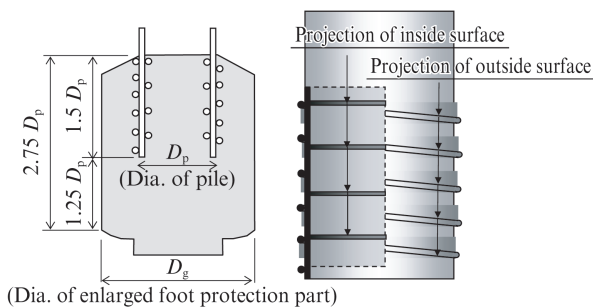 Projection of inside surface
Projection of outside surface
2.75 Dp
1.5 Dp
1.25 Dp
Dp
(Dia. of pile)
Dg
(Dia. of enlarged foot protection part)